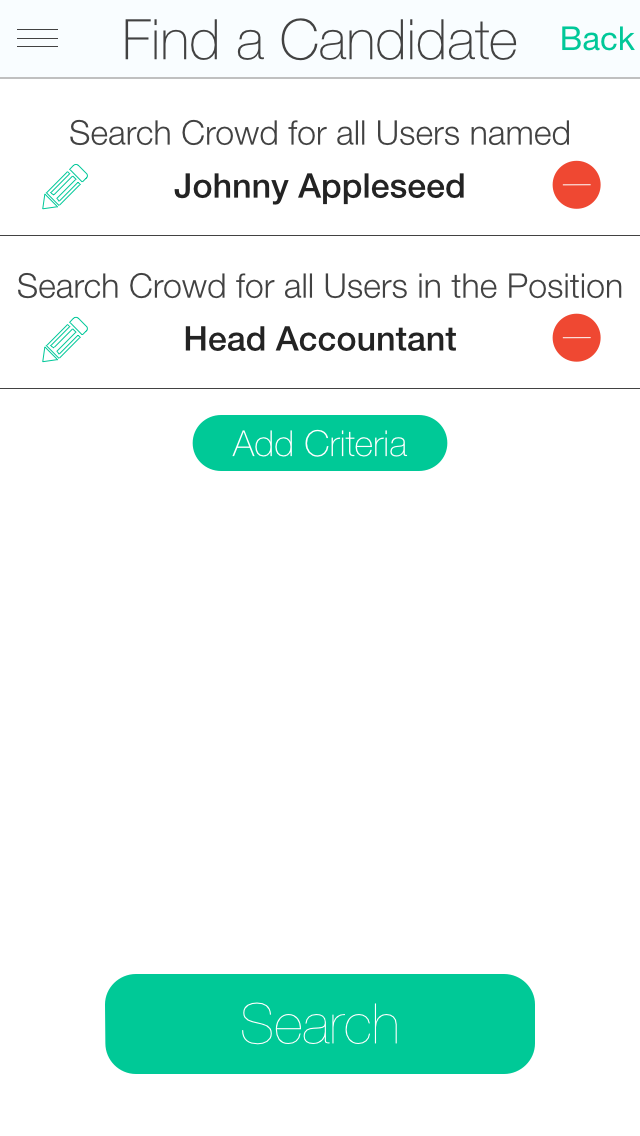 Find a Candidate
Back
Search Crowd for all Users named
Johnny Appleseed
Search Crowd for all Users in the Position
Head Accountant
Add Criteria
Search